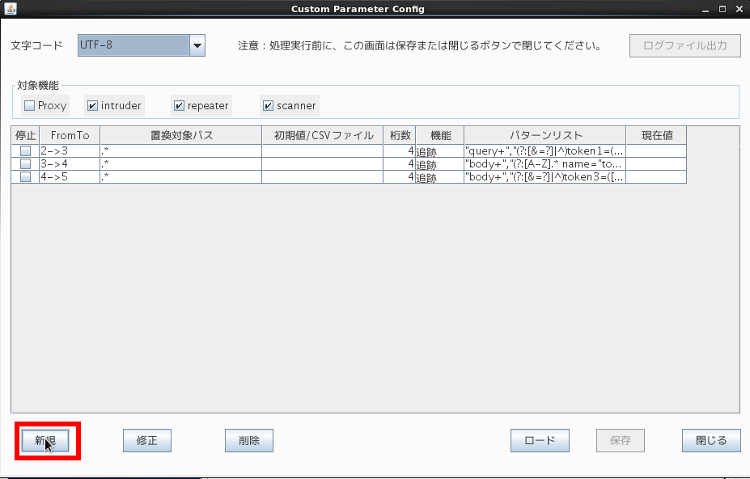 Custom Parameter Config
文字コード UTF-8 注意：処理実行前に、この画面は保存または閉じるボタンで閉じてください。 ログファイル出力
対象機能
Proxy intruder repeater scanner
停止 FromTo 置換対象パス 初期値/CSVファイル 桁数 機能 パターンリスト 現在値
2->3 .* 4 追跡 "query+","(?:[&=?]|^)token1=(...
3->4 .* 4 追跡 "body+","(?:[A-Z].* name="to...
4->5 .* 4 追跡 "body+","(?:[&=?]|^)token3=([...
新規 修正 削除 ロード 保存 閉じる